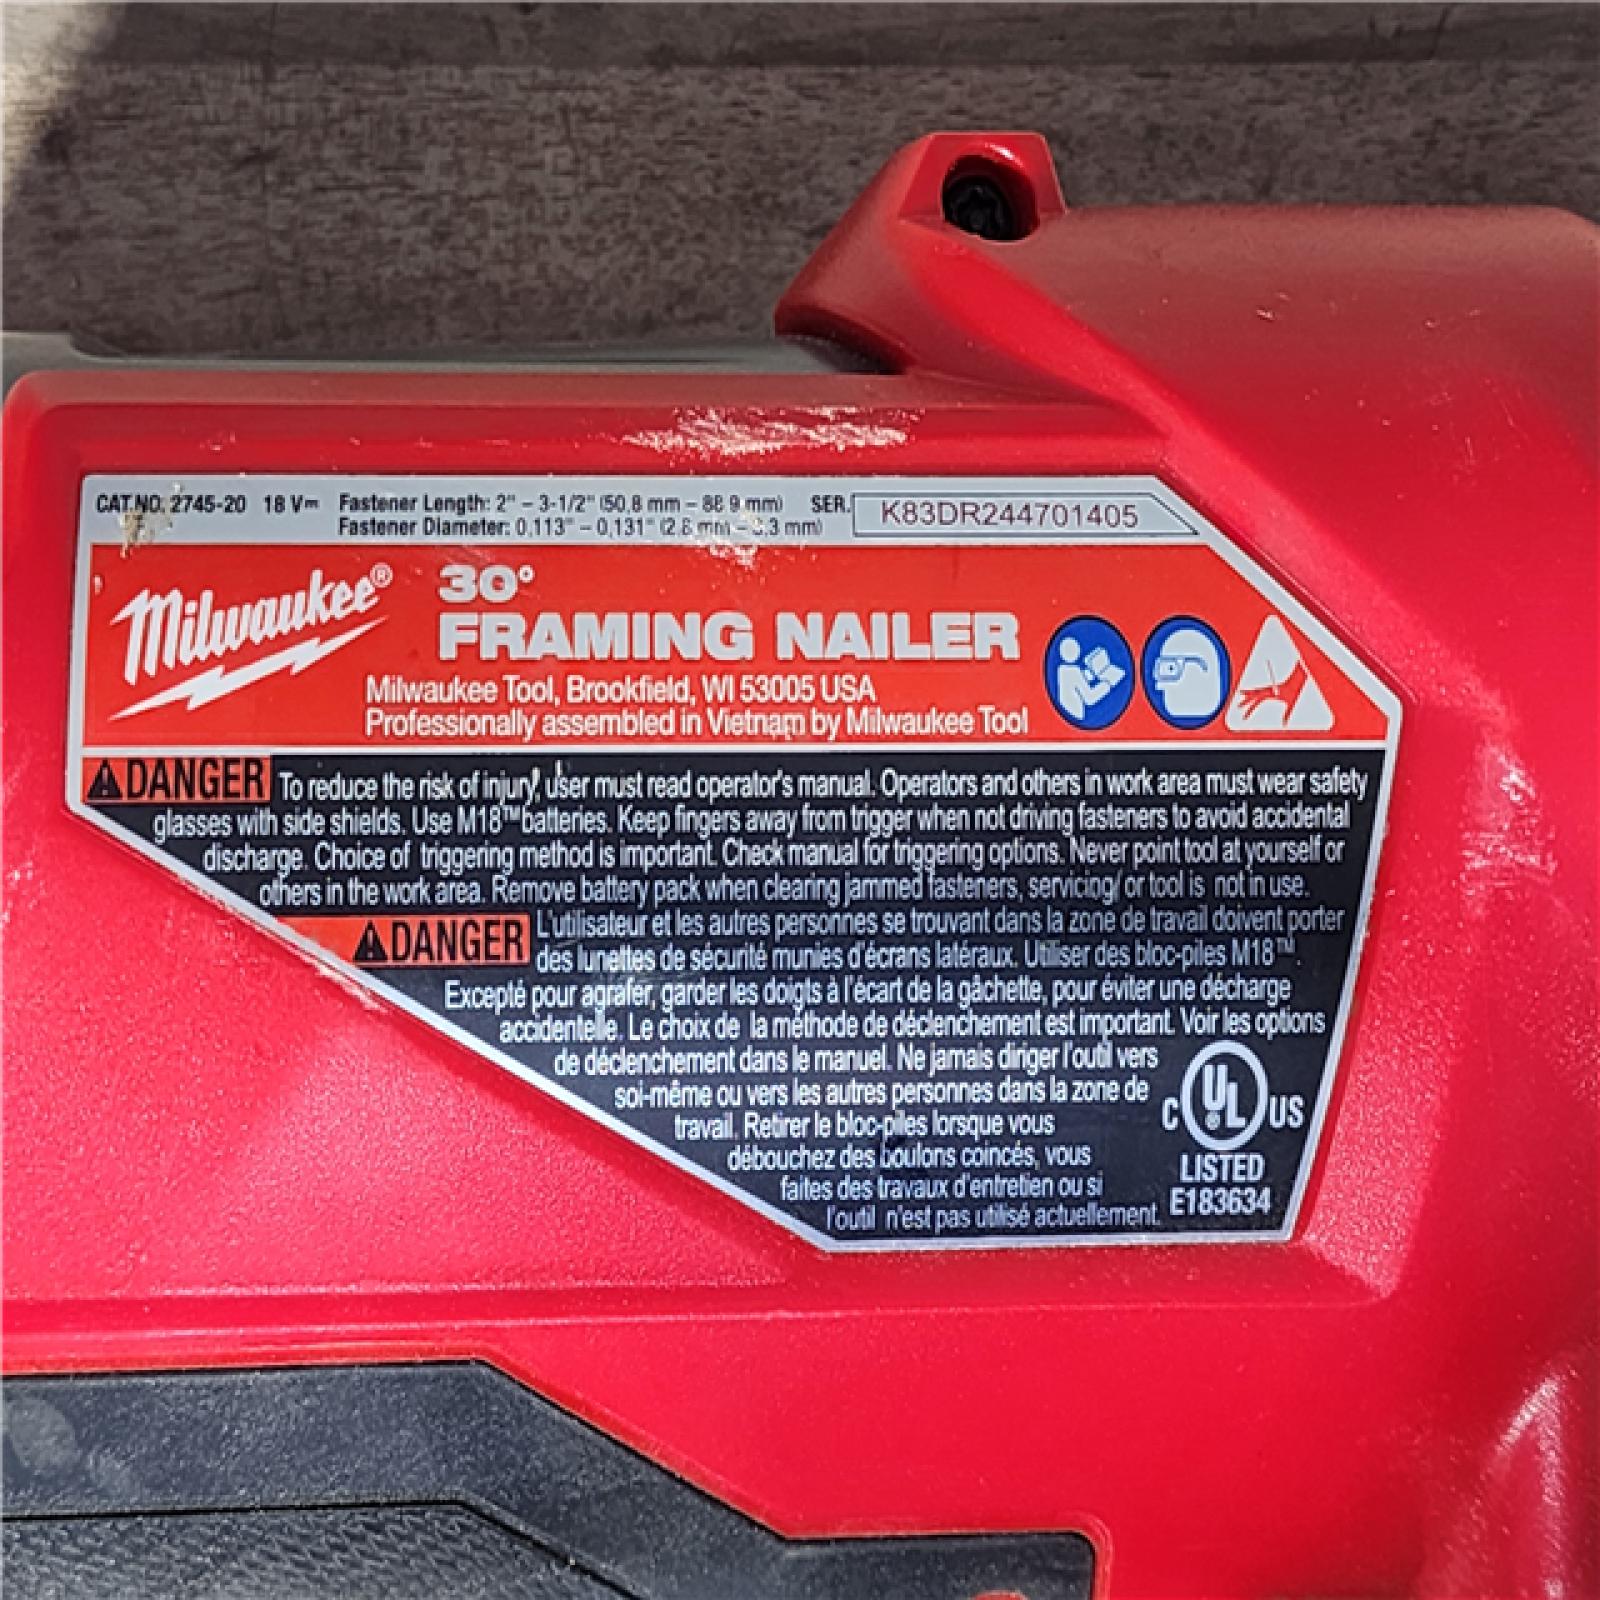 CAT.NO. 2745-20 18 V⎓ Fastener Length: 2" – 3-1/2" (50,8 mm – 88 9 mm) SER. K83DR244701405
Fastener Diameter: 0,113" – 0,131" (2,8 mm – 3,3 mm)
Milwaukee®
30°
FRAMING NAILER
Milwaukee Tool, Brookfield, WI 53005 USA
Professionally assembled in Vietnam by Milwaukee Tool
DANGER To reduce the risk of injury, user must read operator's manual. Operators and others in work area must wear safety
glasses with side shields. Use M18™ batteries. Keep fingers away from trigger when not driving fasteners to avoid accidental
discharge. Choice of triggering method is important. Check manual for triggering options. Never point tool at yourself or
others in the work area. Remove battery pack when clearing jammed fasteners, servicing/ or tool is not in use.
DANGER L'utilisateur et les autres personnes se trouvant dans la zone de travail doivent porter
des lunettes de sécurité munies d'écrans latéraux. Utiliser des bloc-piles M18™.
Excepté pour agrafer, garder les doigts à l'écart de la gâchette, pour éviter une décharge
accidentelle. Le choix de la méthode de déclenchement est important. Voir les options
de déclenchement dans le manuel. Ne jamais diriger l'outil vers
soi-même ou vers les autres personnes dans la zone de
travail. Retirer le bloc-piles lorsque vous
débouchez des boulons coincés, vous
faites des travaux d'entretien ou si
l'outil n'est pas utilisé actuellement.
C UL® US
LISTED
E183634